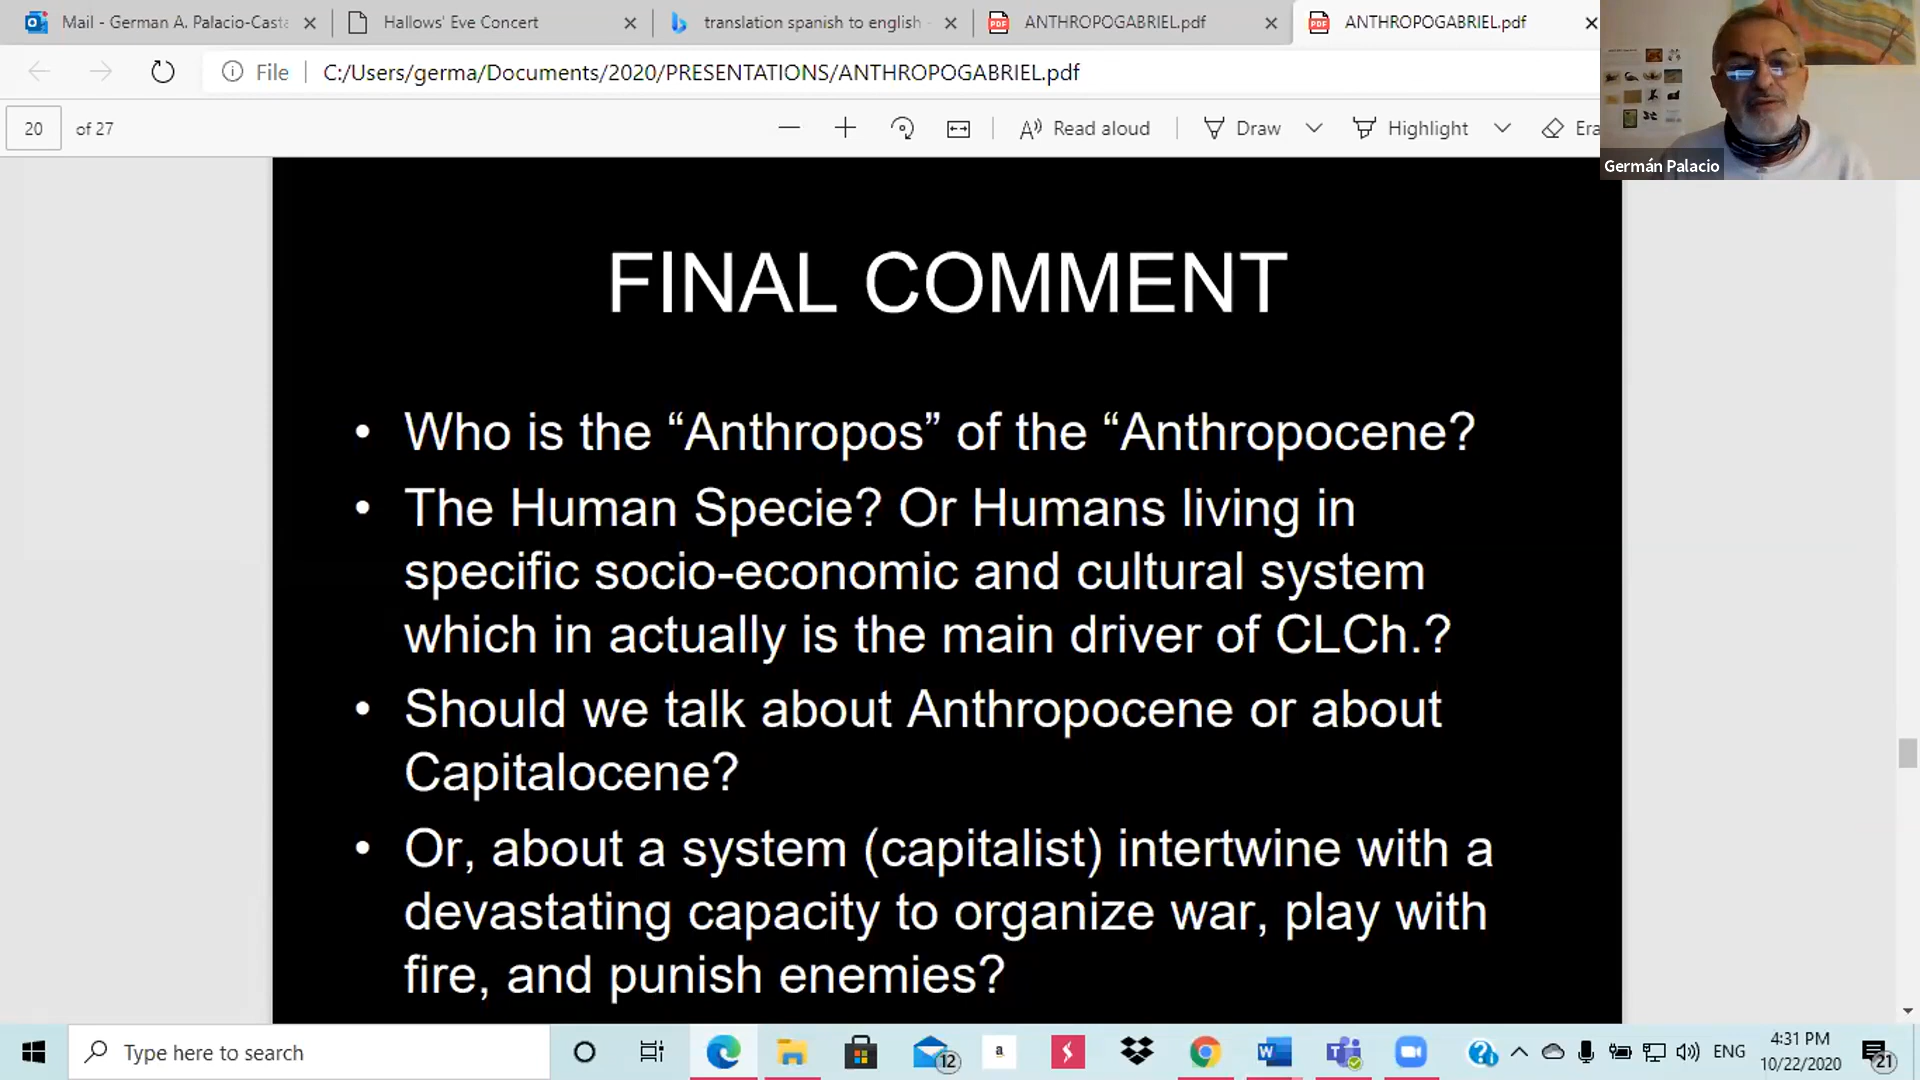 Mail - German A. Palacio-Casta
Hallows' Eve Concert
translation spanish to english -
ANTHROPOGABRIEL.pdf
ANTHROPOGABRIEL.pdf
File
C:/Users/germa/Documents/2020/PRESENTATIONS/ANTHROPOGABRIEL.pdf
20
of 27
Read aloud
Draw
Highlight
Era
Germán Palacio
FINAL COMMENT
• Who is the “Anthropos” of the “Anthropocene?
• The Human Specie? Or Humans living in
specific socio-economic and cultural system
which in actually is the main driver of CLCh.?
• Should we talk about Anthropocene or about
Capitalocene?
• Or, about a system (capitalist) intertwine with a
devastating capacity to organize war, play with
fire, and punish enemies?
Type here to search
12
a
ENG
4:31 PM
10/22/2020
21